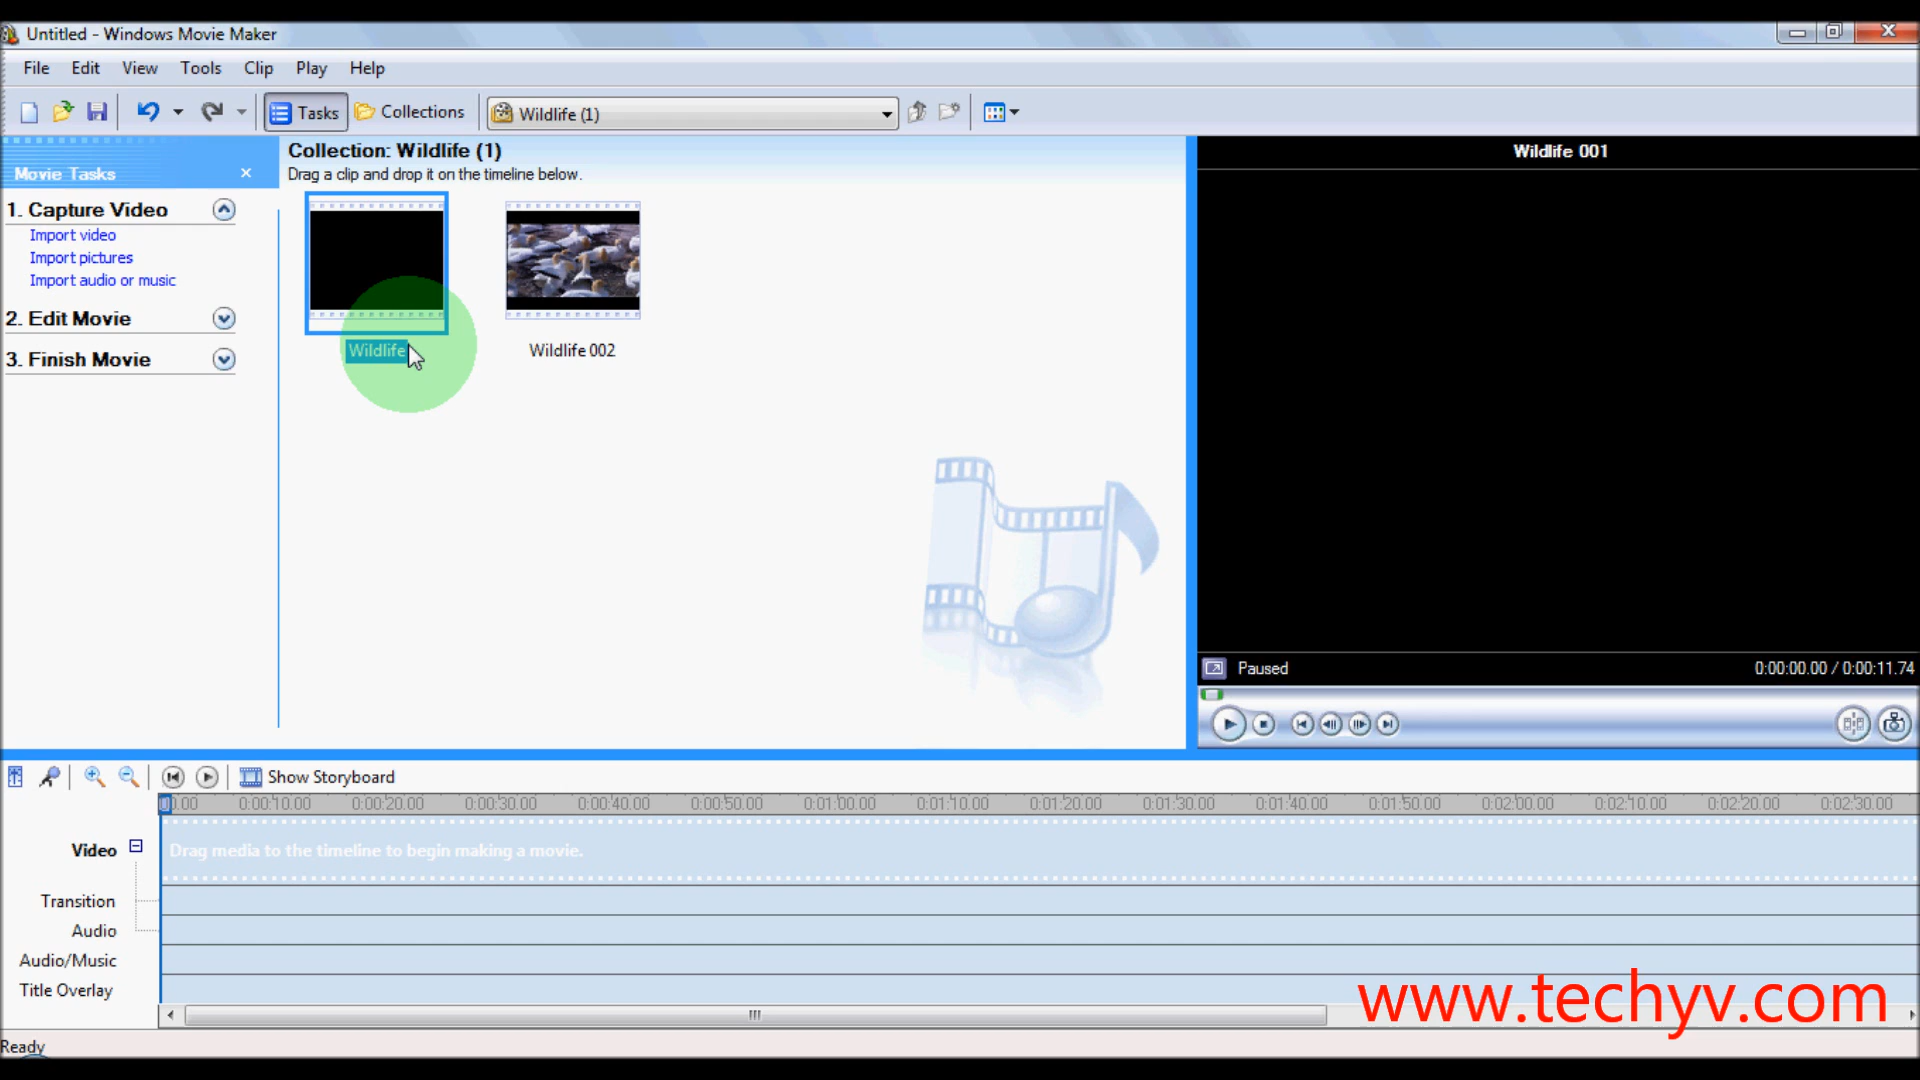 Untitled - Windows Movie Maker
File Edit View Tools Clip Play Help
Tasks Collections Wildlife (1)
Movie Tasks
1. Capture Video
Import video
Import pictures
Import audio or music
2. Edit Movie
3. Finish Movie
Collection: Wildlife (1)
Drag a clip and drop it on the timeline below.
Wildlife
Wildlife 002
Wildlife 001
Paused 0:00:00.00 / 0:00:11.74
Show Storyboard
0:00:10.00 0:00:20.00 0:00:30.00 0:00:40.00 0:00:50.00 0:01:00.00 0:01:10.00 0:01:20.00 0:01:30.00 0:01:40.00 0:01:50.00 0:02:00.00 0:02:10.00 0:02:20.00 0:02:30.00
Video
Drag media to the timeline to begin making a movie.
Transition
Audio
Audio/Music
Title Overlay
www.techyv.com
Ready